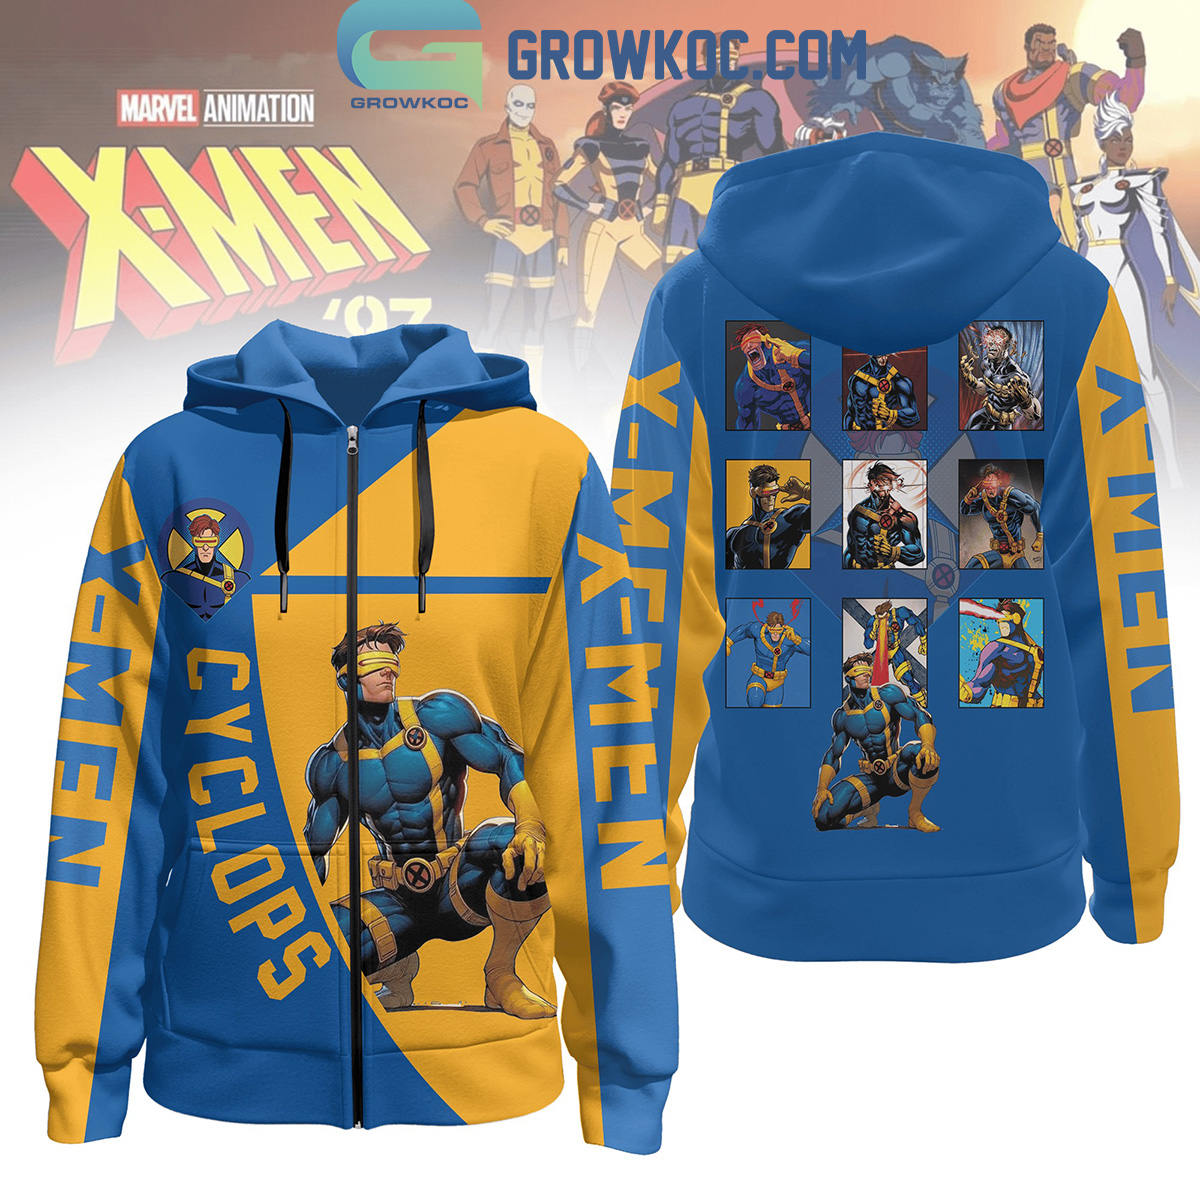 GROWKOC.COM
GROWKOC
MARVEL ANIMATION
X-MEN
'97
X-MEN
CYCLOPS
X-MEN
X-MEN
X-MEN